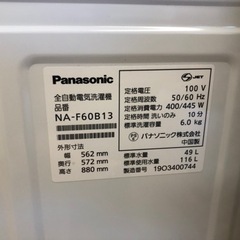 Panasonic
全自動電気洗濯機
品番
NA-F60B13
外形寸法
幅 562 mm
奥行 572 mm
高さ 880 mm
JET
定格電圧 100 V
定格周波数 50/60 Hz
消費電力 400/445 W
定格時間 洗いのみ 10 分
標準洗濯容量 6.0 kg
パナソニック株式会社
中国製
標準水量 49 L
標準使用水量 116 L
製造番号 19O3400744